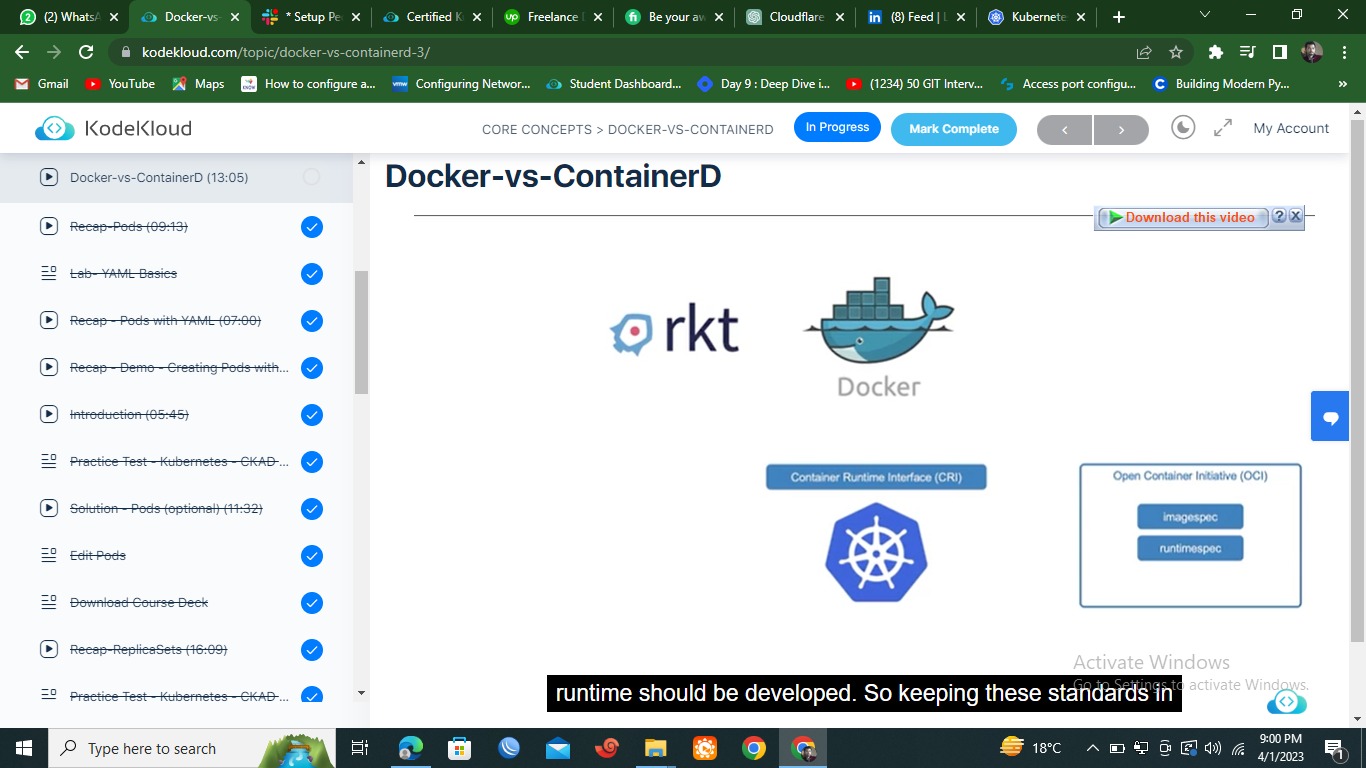 (2) WhatsA
Docker-vs-
* Setup Pe
Certified K
Freelance
Be your aw
Cloudflare
(8) Feed | L
Kubernete
kodekloud.com/topic/docker-vs-containerd-3/
Gmail
YouTube
Maps
How to configure a...
Configuring Networ...
Student Dashboard...
Day 9 : Deep Dive i...
(1234) 50 GIT Interv...
Access port configu...
Building Modern Py...
KodeKloud
CORE CONCEPTS > DOCKER-VS-CONTAINERD
In Progress
Mark Complete
My Account
Docker-vs-ContainerD (13:05)
Recap-Pods (09:13)
Lab- YAML Basics
Recap - Pods with YAML (07:00)
Recap - Demo - Creating Pods with...
Introduction (05:45)
Practice Test - Kubernetes - CKAD ...
Solution - Pods (optional) (11:32)
Edit Pods
Download Course Deck
Recap-ReplicaSets (16:09)
Practice Test - Kubernetes - CKAD ...
Docker-vs-ContainerD
Download this video
rkt
Docker
Container Runtime Interface (CRI)
Open Container Initiative (OCI)
imagespec
runtimespec
runtime should be developed. So keeping these standards in
Activate Windows
Go to Settings to activate Windows.
Type here to search
18°C
9:00 PM
4/1/2023
1